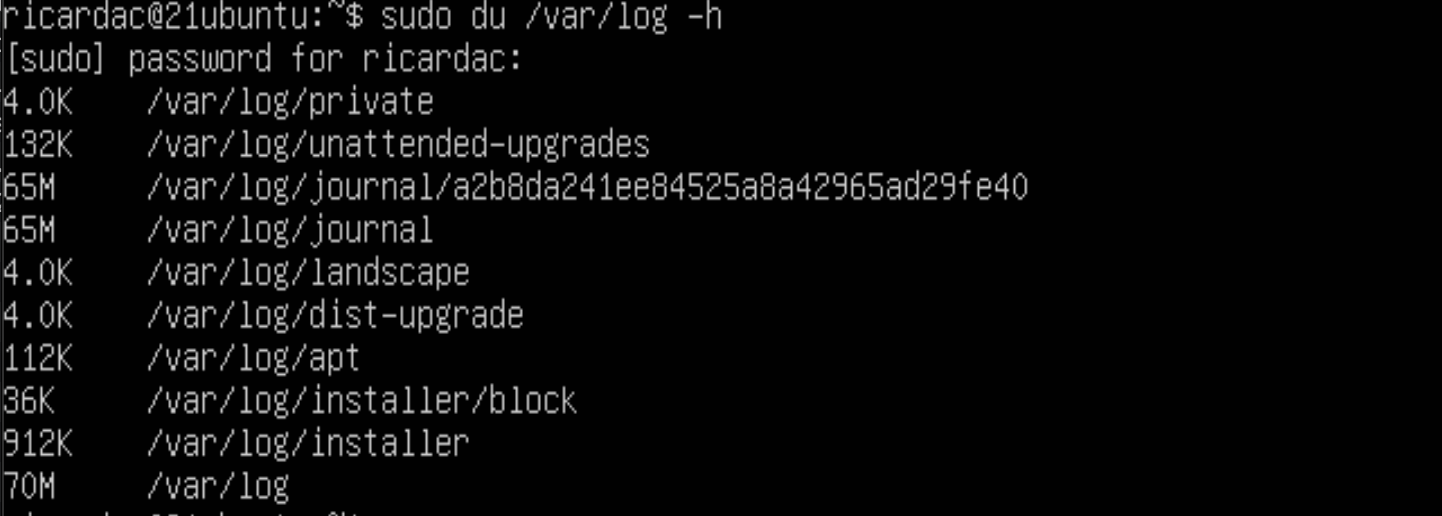 ricardac@21ubuntu:~$ sudo du /var/log -h
[sudo] password for ricardac:
4.0K    /var/log/private
132K    /var/log/unattended-upgrades
65M     /var/log/journal/a2b8da241ee84525a8a42965ad29fe40
65M     /var/log/journal
4.0K    /var/log/landscape
4.0K    /var/log/dist-upgrade
112K    /var/log/apt
36K     /var/log/installer/block
912K    /var/log/installer
70M     /var/log